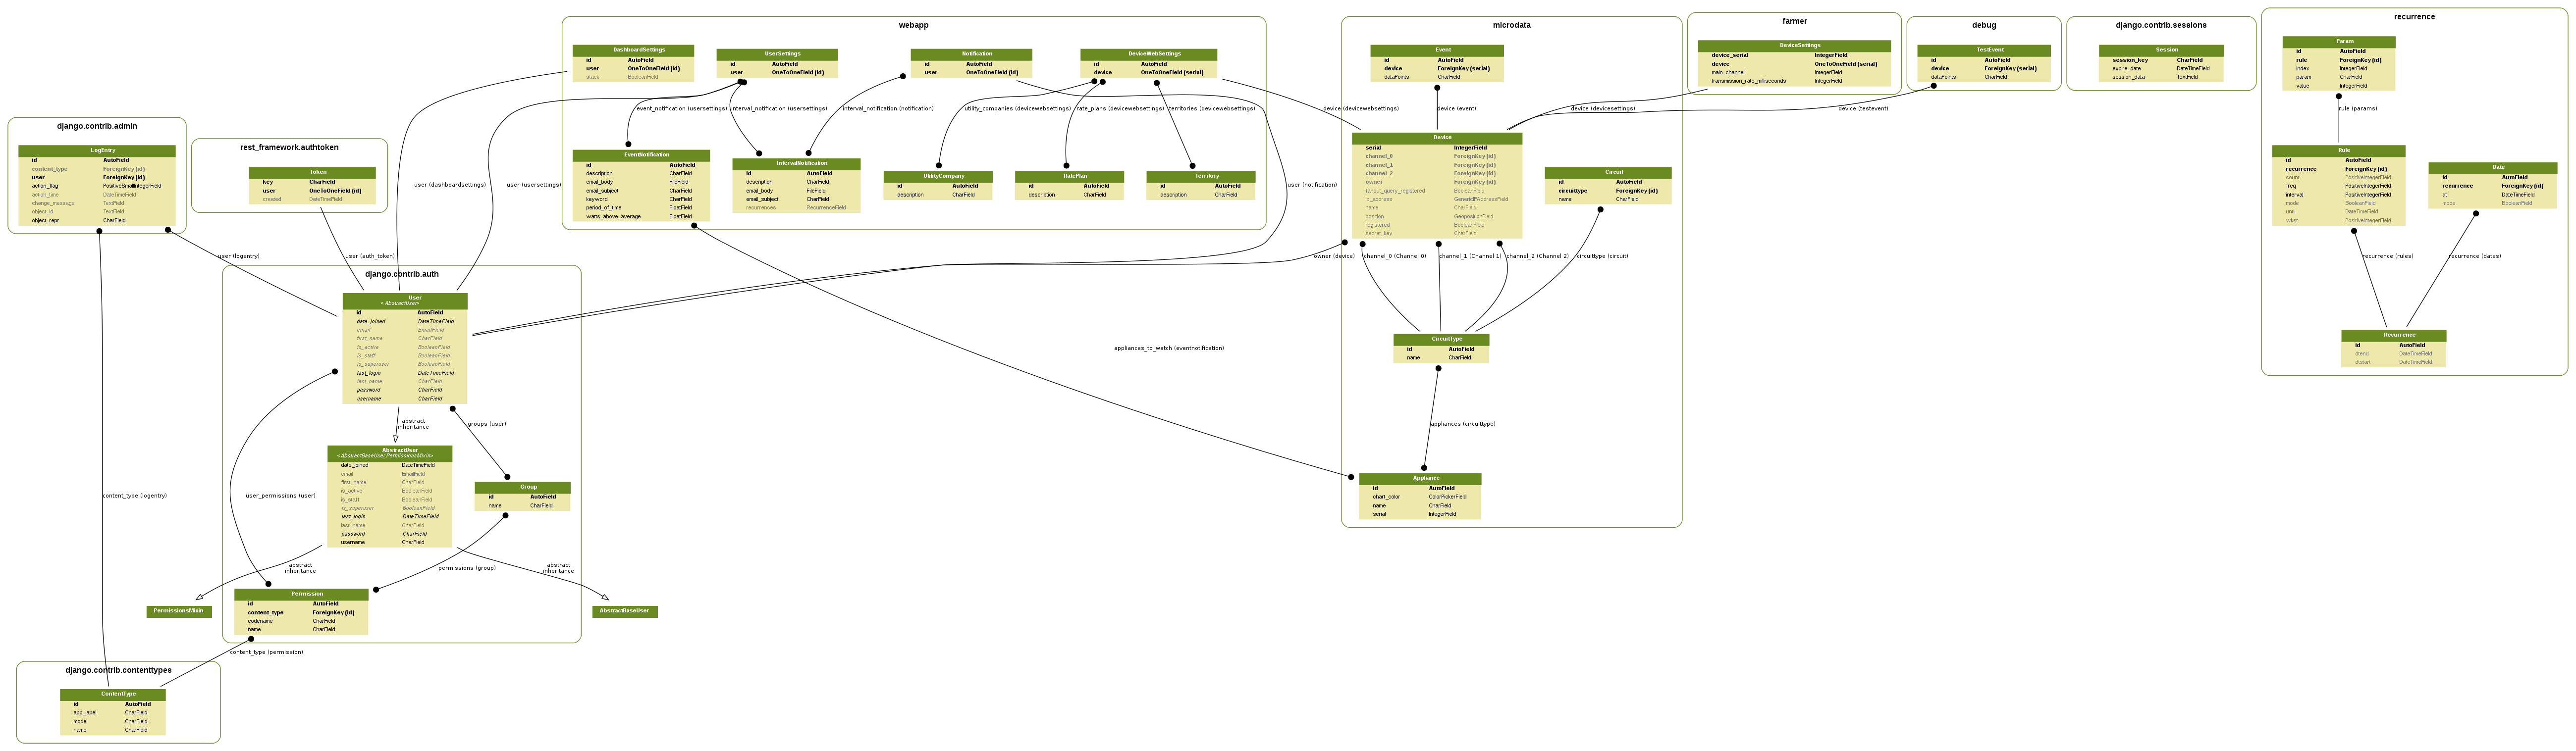 webapp
DashboardSettings
id AutoField
user OneToOneField (id)
stack BooleanField
UserSettings
id AutoField
user OneToOneField (id)
Notification
id AutoField
user OneToOneField (id)
DeviceWebSettings
id AutoField
device OneToOneField (serial)
event_notification (usersettings)
interval_notification (usersettings)
interval_notification (notification)
utility_companies (devicewebsettings)
rate_plans (devicewebsettings)
territories (devicewebsettings)
EventNotification
id AutoField
description CharField
email_body FileField
email_subject CharField
keyword CharField
period_of_time FloatField
watts_above_average FloatField
IntervalNotification
id AutoField
description CharField
email_body FileField
email_subject CharField
recurrences RecurrenceField
UtilityCompany
id AutoField
description CharField
RatePlan
id AutoField
description CharField
Territory
id AutoField
description CharField
microdata
Event
id AutoField
device ForeignKey (serial)
dataPoints CharField
device (devicewebsettings)
device (event)
Device
serial IntegerField
channel_0 ForeignKey (id)
channel_1 ForeignKey (id)
channel_2 ForeignKey (id)
owner ForeignKey (id)
fanout_query_registered BooleanField
ip_address GenericIPAddressField
name CharField
position GeopositionField
registered BooleanField
secret_key CharField
Circuit
id AutoField
circuittype ForeignKey (id)
name CharField
owner (device)
channel_0 (Channel 0)
channel_1 (Channel 1)
channel_2 (Channel 2)
circuittype (circuit)
CircuitType
id AutoField
name CharField
appliances (circuittype)
Appliance
id AutoField
chart_color ColorPickerField
name CharField
serial IntegerField
farmer
DeviceSettings
device_serial IntegerField
device OneToOneField (serial)
main_channel IntegerField
transmission_rate_milliseconds IntegerField
device (devicesettings)
debug
TestEvent
id AutoField
device ForeignKey (serial)
dataPoints CharField
device (testevent)
django.contrib.sessions
Session
session_key CharField
expire_date DateTimeField
session_data TextField
recurrence
Param
id AutoField
rule ForeignKey (id)
index IntegerField
param CharField
value IntegerField
rule (params)
Rule
id AutoField
recurrence ForeignKey (id)
count PositiveIntegerField
freq PositiveIntegerField
interval PositiveIntegerField
mode BooleanField
until DateTimeField
wkst PositiveIntegerField
Date
id AutoField
recurrence ForeignKey (id)
dt DateTimeField
mode BooleanField
recurrence (rules)
recurrence (dates)
Recurrence
id AutoField
dtend DateTimeField
dtstart DateTimeField
django.contrib.admin
LogEntry
id AutoField
content_type ForeignKey (id)
user ForeignKey (id)
action_flag PositiveSmallIntegerField
action_time DateTimeField
change_message TextField
object_id TextField
object_repr CharField
rest_framework.authtoken
Token
key CharField
user OneToOneField (id)
created DateTimeField
user (logentry)
user (auth_token)
user (dashboardsettings)
user (usersettings)
user (notification)
appliances_to_watch (eventnotification)
content_type (logentry)
django.contrib.auth
User
< AbstractUser>
id AutoField
date_joined DateTimeField
email EmailField
first_name CharField
is_active BooleanField
is_staff BooleanField
is_superuser BooleanField
last_login DateTimeField
last_name CharField
password CharField
username CharField
abstract
inheritance
groups (user)
user_permissions (user)
AbstractUser
< AbstractBaseUser,PermissionsMixin>
date_joined DateTimeField
email EmailField
first_name CharField
is_active BooleanField
is_staff BooleanField
is_superuser BooleanField
last_login DateTimeField
last_name CharField
password CharField
username CharField
Group
id AutoField
name CharField
abstract
inheritance
permissions (group)
abstract
inheritance
PermissionsMixin
AbstractBaseUser
Permission
id AutoField
content_type ForeignKey (id)
codename CharField
name CharField
content_type (permission)
django.contrib.contenttypes
ContentType
id AutoField
app_label CharField
model CharField
name CharField